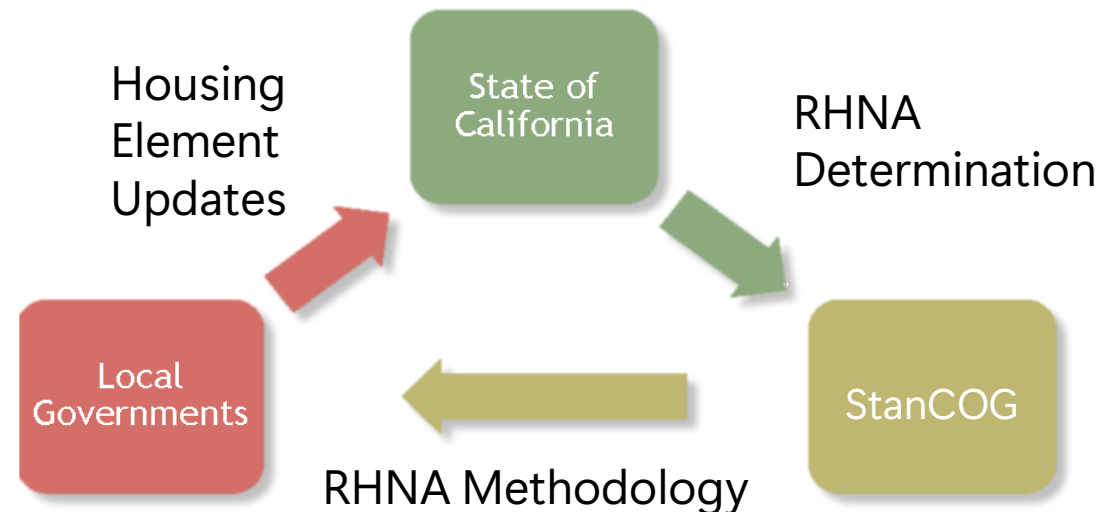 Housing
Element
Updates
State of
California
RHNA
Determination
Local
Governments
StanCOG
RHNA Methodology